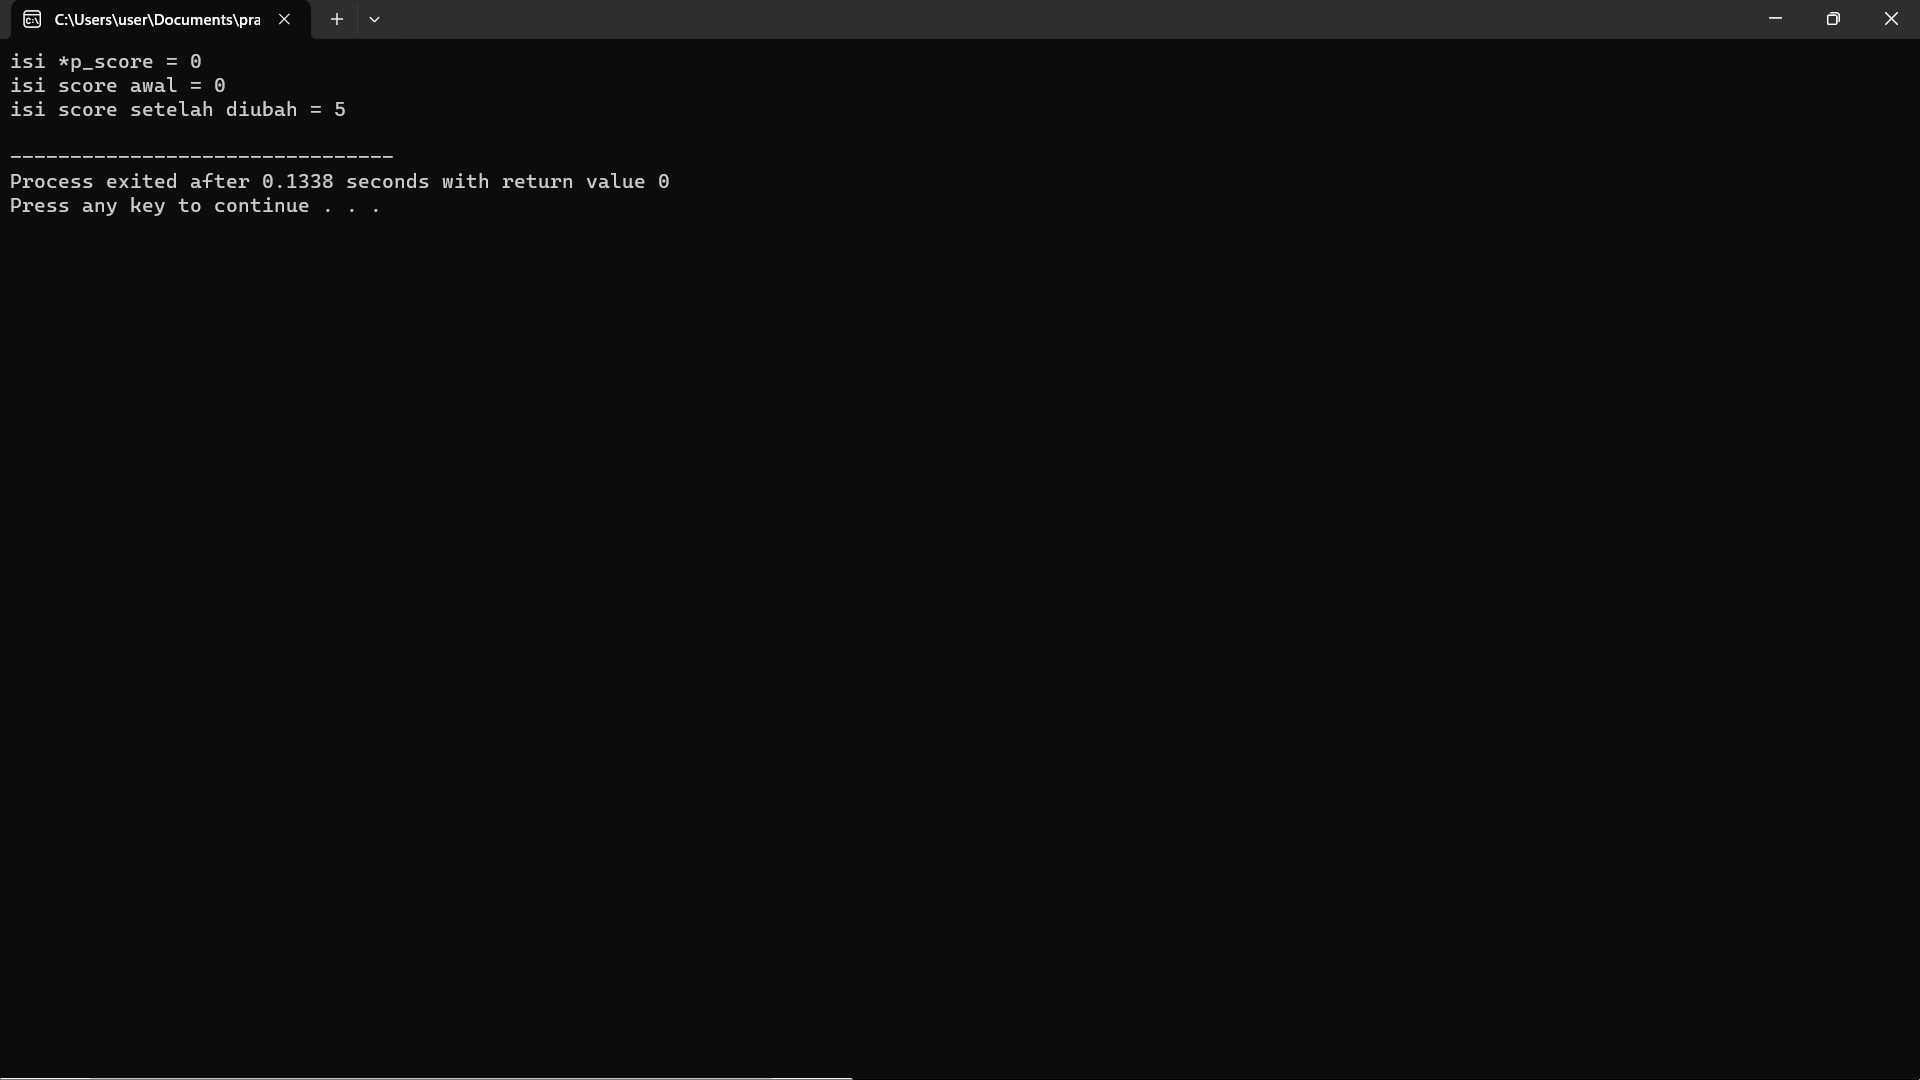 C:\Users\user\Documents\pra
isi *p_score = 0
isi score awal = 0
isi score setelah diubah = 5
--------------------------------
Process exited after 0.1338 seconds with return value 0
Press any key to continue . . .